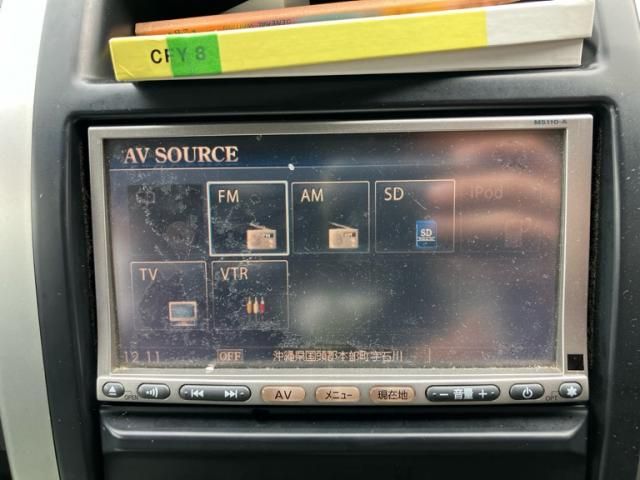 CFY 8
MS110-A
AV SOURCE
FM
AM
SD
iPod
SD
TV
VTR
12:11
OFF
沖縄県国頭郡本部町字石川
OPEN
AV
メニュー
現在地
- 音量 +
OPT.